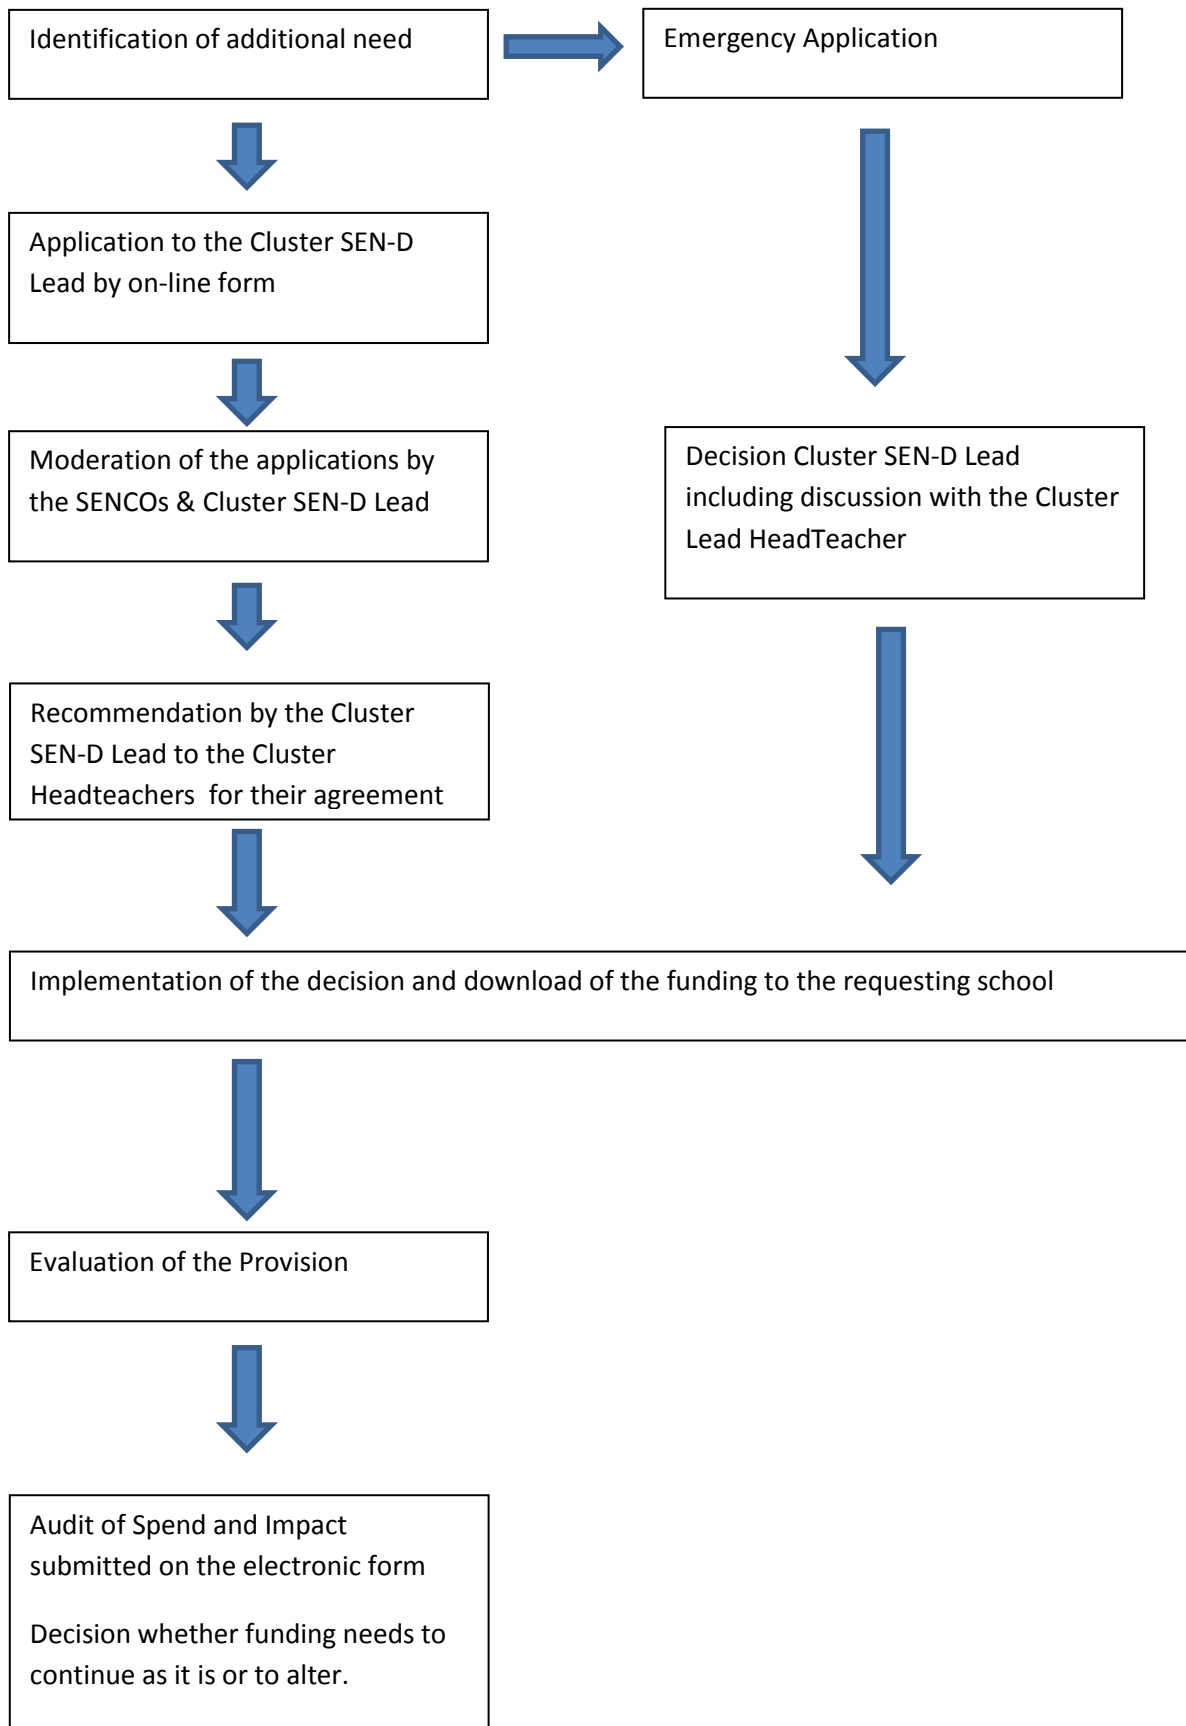 Identification of additional need
Emergency Application
Application to the Cluster SEN-D
Lead by on-line form
Moderation of the applications by
the SENCOs & Cluster SEN-D Lead
Decision Cluster SEN-D Lead
including discussion with the Cluster
Lead HeadTeacher
Recommendation by the Cluster
SEN-D Lead to the Cluster
Headteachers  for their agreement
Implementation of the decision and download of the funding to the requesting school
Evaluation of the Provision
Audit of Spend and Impact
submitted on the electronic form
Decision whether funding needs to
continue as it is or to alter.